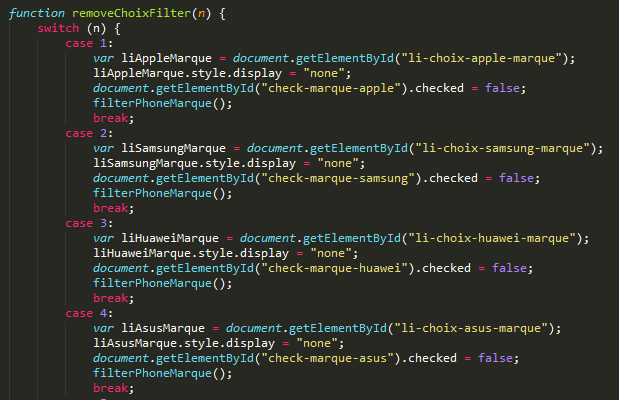 function removeChoixFilter(n) {
switch (n) {
case 1:
var liAppleMarque = document.getElementById("li-choix-apple-marque");
liAppleMarque.style.display = "none";
document.getElementById("check-marque-apple").checked = false;
filterPhoneMarque();
break;
case 2:
var liSamsungMarque = document.getElementById("li-choix-samsung-marque");
liSamsungMarque.style.display = "none";
document.getElementById("check-marque-samsung").checked = false;
filterPhoneMarque();
break;
case 3:
var liHuaweiMarque = document.getElementById("li-choix-huawei-marque");
liHuaweiMarque.style.display = "none";
document.getElementById("check-marque-huawei").checked = false;
filterPhoneMarque();
break;
case 4:
var liAsusMarque = document.getElementById("li-choix-asus-marque");
liAsusMarque.style.display = "none";
document.getElementById("check-marque-asus").checked = false;
filterPhoneMarque();
break;